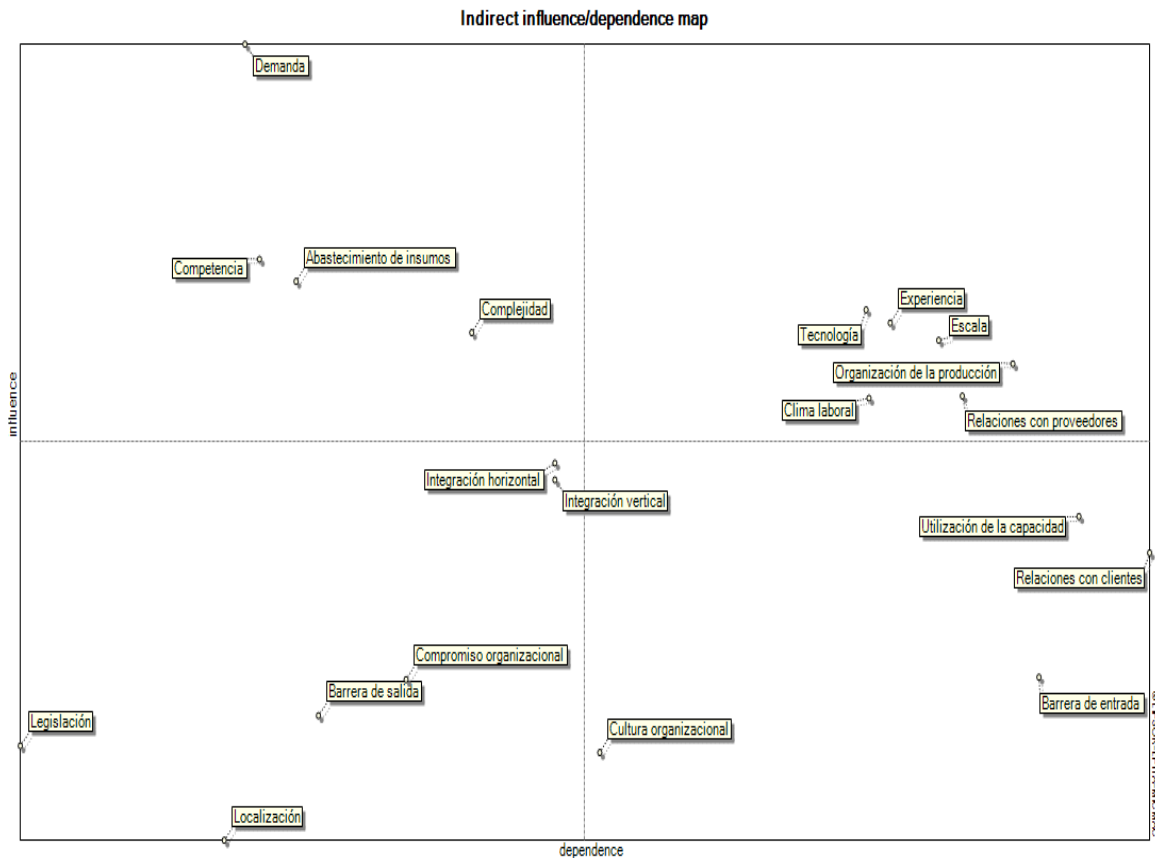 Indirect influence/dependence map
Demanda
Abastecimiento de insumos
Competencia
Complejidad
Experiencia
Escala
Tecnología
Organización de la producción
Clima laboral
Relaciones con proveedores
influence
Integración horizontal
Integración vertical
Utilización de la capacidad
Relaciones con clientes
Compromiso organizacional
Barrera de salida
Barrera de entrada
Legislación
Cultura organizacional
Localización
dependence